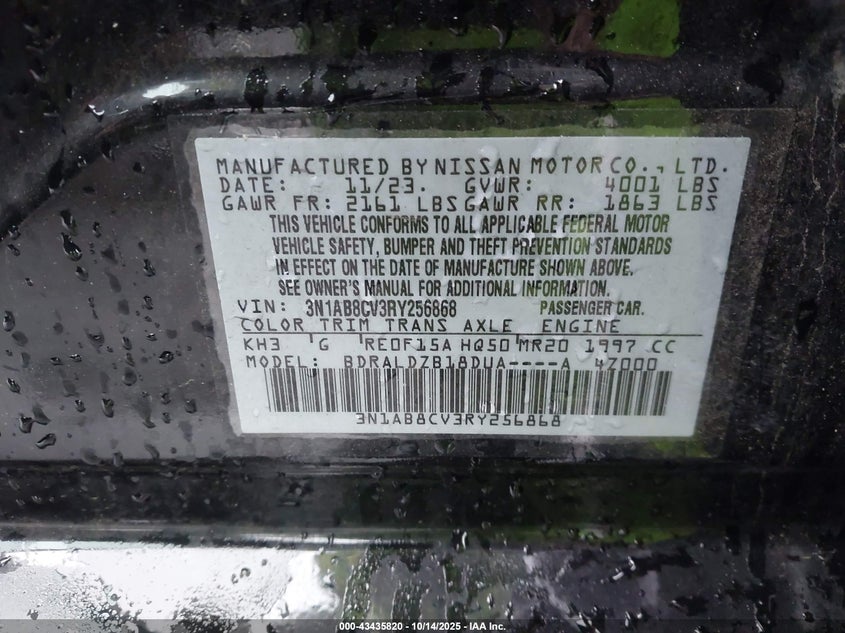 MANUFACTURED BY NISSAN MOTOR CO., LTD.
DATE: 11/23. GVWR: 4001 LBS
GAWR FR: 2161 LBS GAWR RR: 1863 LBS
THIS VEHICLE CONFORMS TO ALL APPLICABLE FEDERAL MOTOR
VEHICLE SAFETY, BUMPER AND THEFT PREVENTION STANDARDS
IN EFFECT ON THE DATE OF MANUFACTURE SHOWN ABOVE.
SEE OWNER'S MANUAL FOR ADDITIONAL INFORMATION.
VIN: 3N1AB8CV3RY256868 PASSENGER CAR.
COLOR TRIM TRANS AXLE ENGINE
KH3 G RE0F15A HQ50 MR20 1997 CC
MODEL: BDRALDZB18DUA----A 4Z000
3N1AB8CV3RY256868
000-43435820 - 10/14/2025 - IAA Inc.